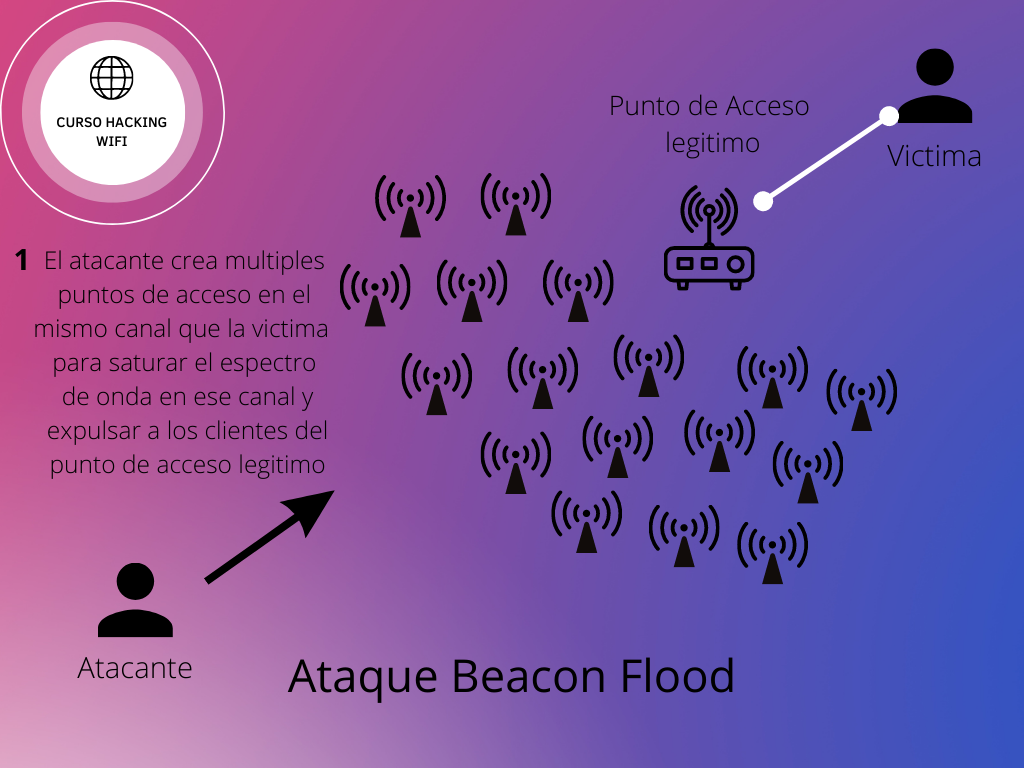 CURSO HACKING
WIFI
Punto de Acceso
legitimo
Victima
1 El atacante crea multiples
puntos de acceso en el
mismo canal que la victima
para saturar el espectro
de onda en ese canal y
expulsar a los clientes del
punto de acceso legitimo
Atacante
Ataque Beacon Flood